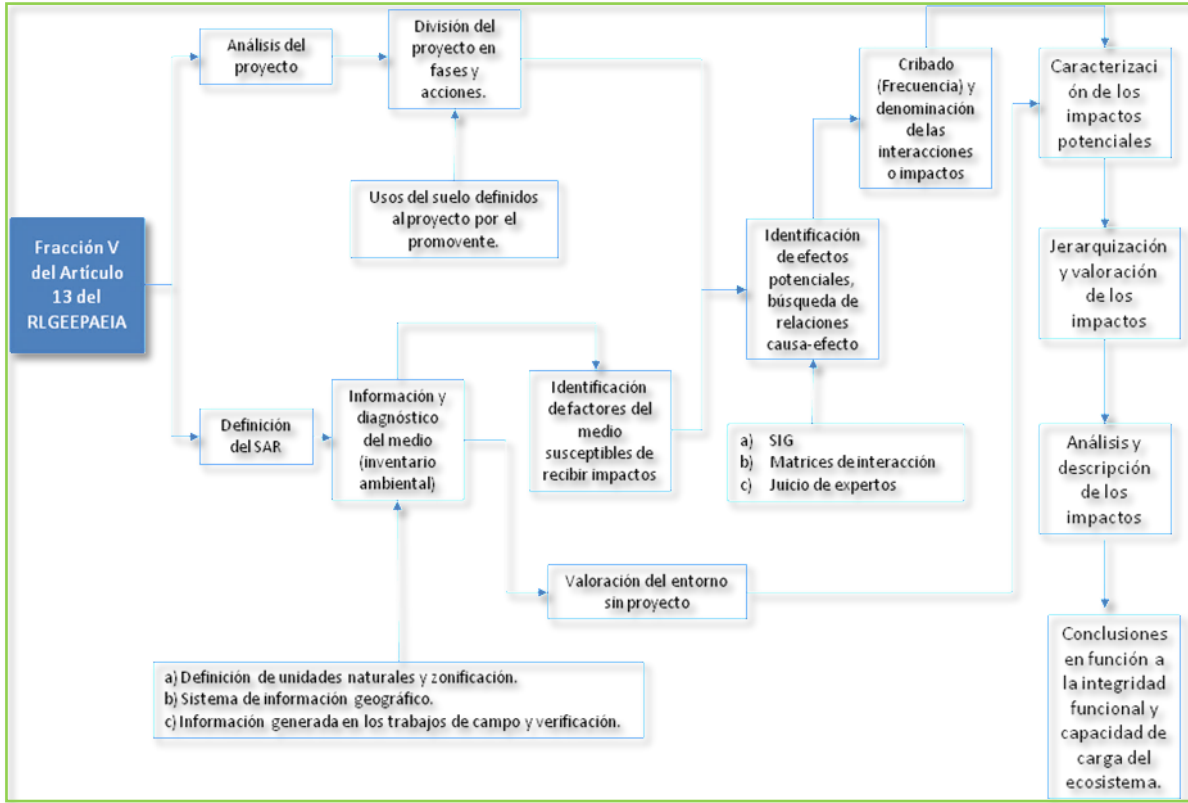 Fracción V
del Artículo
13 del
RLGEEPAEIA
Análisis del
proyecto
División del
proyecto en
fases y
acciones.
Usos del suelo definidos
al proyecto por el
promovente.
Definición
del SAR
Información y
diagnóstico
del medio
(inventario
ambiental)
Identificación
de factores del
medio
susceptibles de
recibir impactos
a) Definición de unidades naturales y zonificación.
b) Sistema de información geográfico.
c) Información generada en los trabajos de campo y verificación.
Valoración del entorno
sin proyecto
Identificación
de efectos
potenciales,
búsqueda de
relaciones
causa-efecto
a) SIG
b) Matrices de interacción
c) Juicio de expertos
Cribado
(Frecuencia) y
denominación
de las
interacciones
o impactos
Caracterizaci
ón de los
impactos
potenciales
Jerarquización
y valoración
de los
impactos
Análisis y
descripción
de los
impactos
Conclusiones
en función a
la integridad
funcional y
capacidad de
carga del
ecosistema.